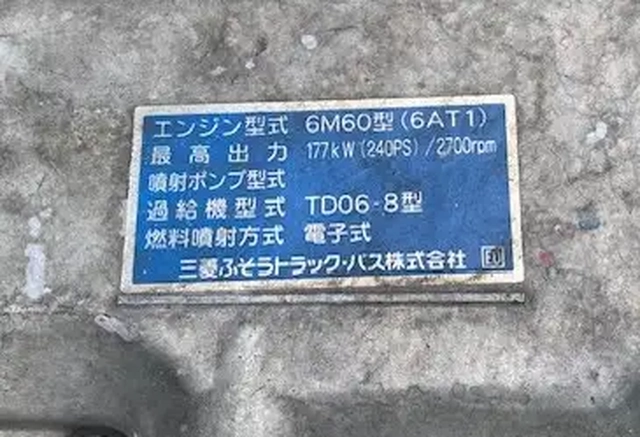 エンジン型式 6M60型(6AT1)
最高出力 177kW(240PS)/2700rpm
噴射ポンプ型式
過給機型式 TD06-8型
燃料噴射方式 電子式
三菱ふそうトラック・バス株式会社